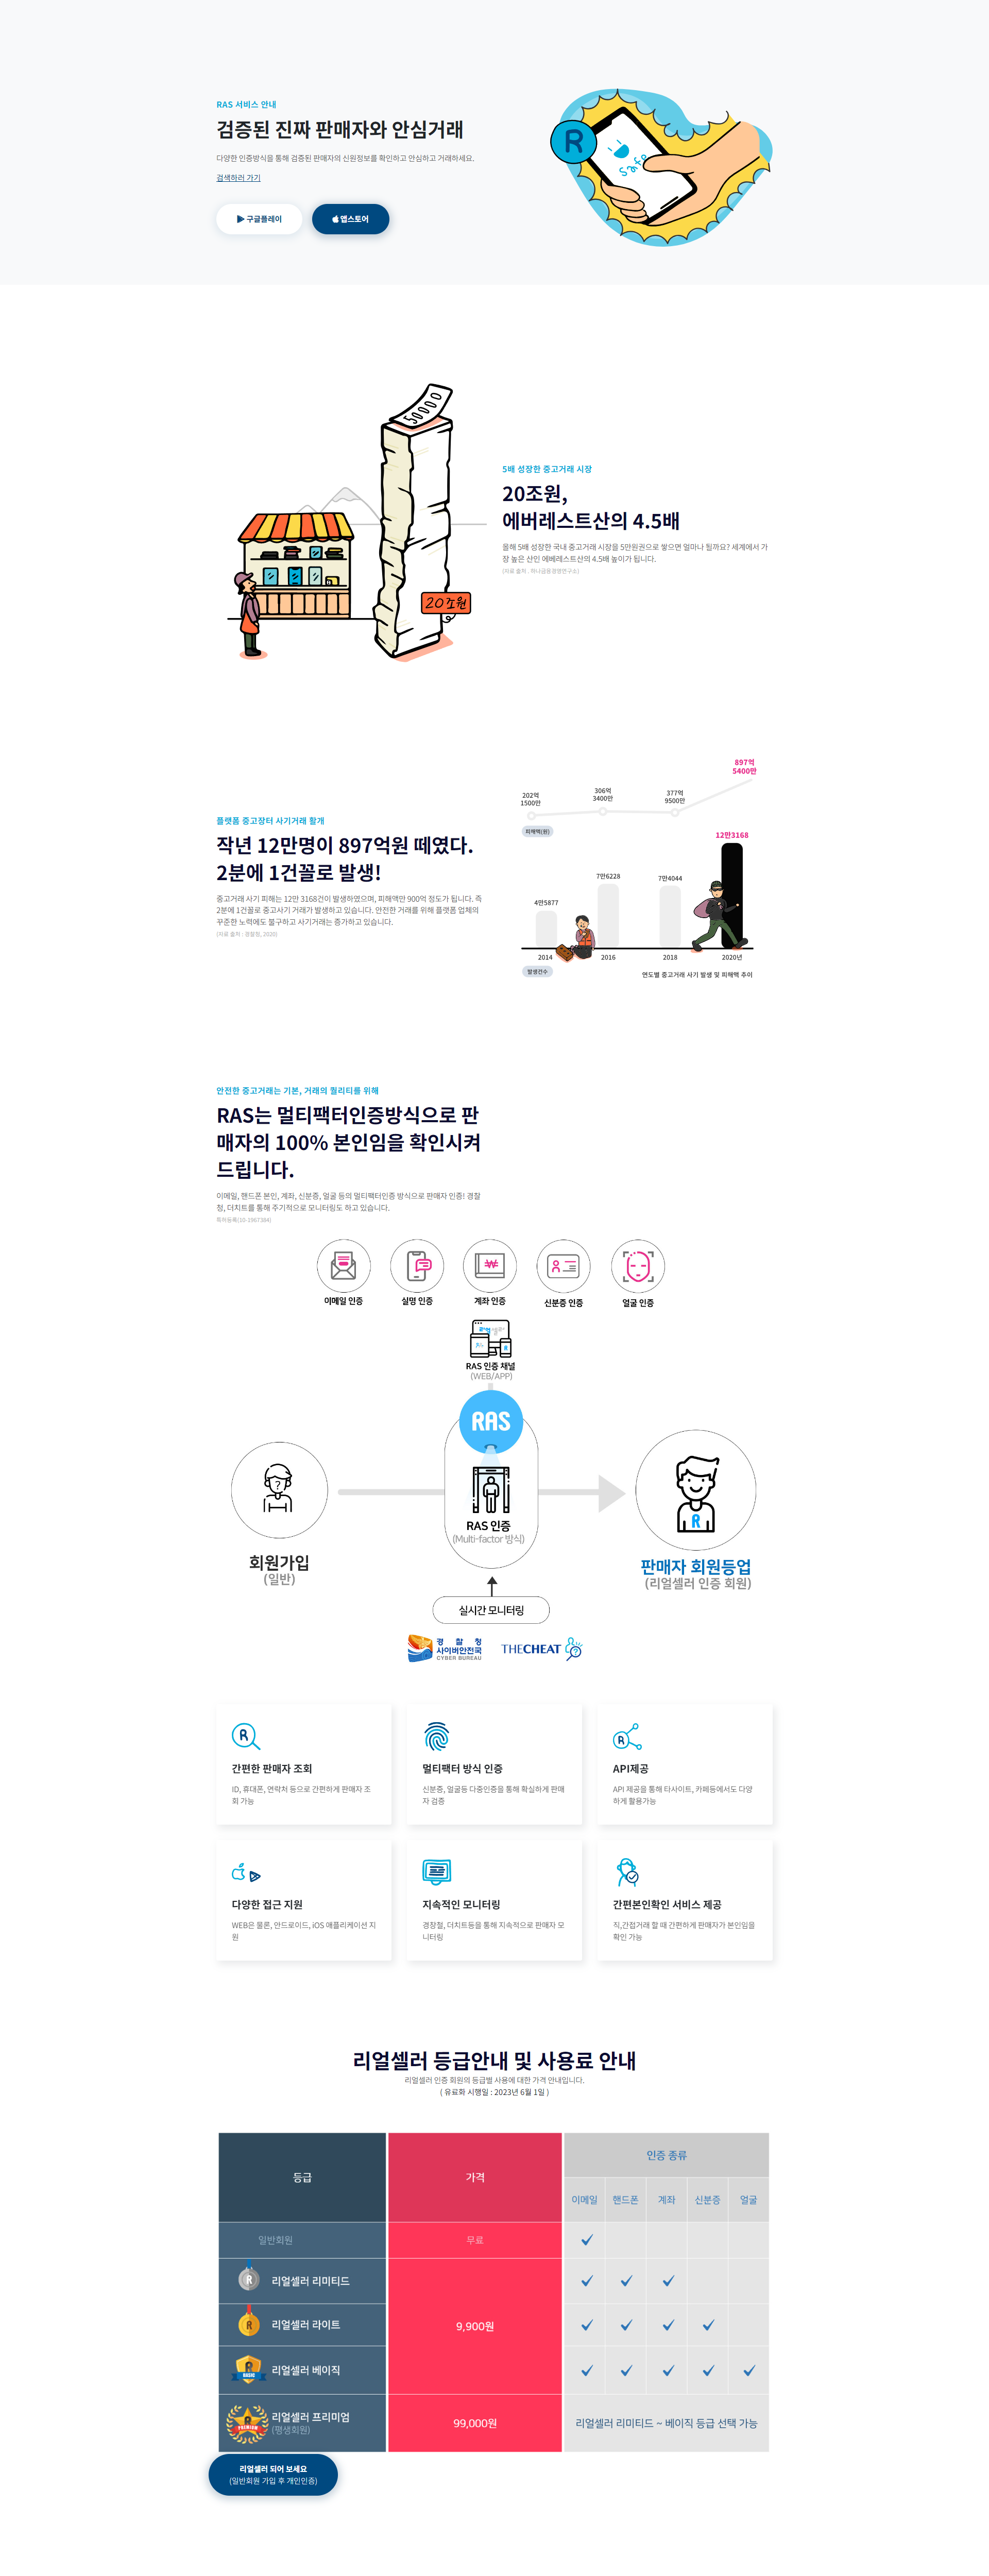 RAS 서비스 안내
검증된 진짜 판매자와 안심거래
다양한 인증방식을 통해 검증된 판매자의 신원정보를 확인하고 안심하고 거래하세요.
검색하러 가기
구글플레이
앱스토어
R
Safe
50000
20조원
5배 성장한 중고거래 시장
20조원,
에버레스트산의 4.5배
올해 5배 성장한 국내 중고거래 시장을 5만원권으로 쌓으면 얼마나 될까요? 세계에서 가
장 높은 산인 에베레스트산의 4.5배 높이가 됩니다.
(자료 출처 : 하나금융경영연구소)
플랫폼 중고장터 사기거래 활개
작년 12만명이 897억원 떼였다.
2분에 1건꼴로 발생!
중고거래 사기 피해는 12만 3168건이 발생하였으며, 피해액만 900억 정도가 됩니다. 즉
2분에 1건꼴로 중고사기 거래가 발생하고 있습니다. 안전한 거래를 위해 플랫폼 업체의
꾸준한 노력에도 불구하고 사기거래는 증가하고 있습니다.
(자료 출처 : 경찰청, 2020)
897억
5400만
202억
1500만
306억
3400만
377억
9500만
피해액(원)
12만3168
4만5877
7만6228
7만4044
2014
2016
2018
2020년
발생건수
연도별 중고거래 사기 발생 및 피해액 추이
안전한 중고거래는 기본, 거래의 퀄리티를 위해
RAS는 멀티팩터인증방식으로 판
매자의 100% 본인임을 확인시켜
드립니다.
이메일, 핸드폰 본인, 계좌, 신분증, 얼굴 등의 멀티팩터인증 방식으로 판매자 인증! 경찰
청, 더치트를 통해 주기적으로 모니터링도 하고 있습니다.
특허등록(10-1967384)
이메일 인증
실명 인증
계좌 인증
신분증 인증
얼굴 인증
RAS 인증 채널
(WEB/APP)
RAS
RAS 인증
(Multi-factor 방식)
?
회원가입
(일반)
R
판매자 회원등업
(리얼셀러 인증 회원)
실시간 모니터링
경 찰 청
사이버안전국
CYBER BUREAU
THECHEAT
?
R
간편한 판매자 조회
ID, 휴대폰, 면락처 등으로 간편하게 판매자 조
회 가능
멀티팩터 방식 인증
신분증, 얼굴등 다중인증을 통해 확실하게 판매
자 검증
R
API제공
API 제공을 통해 타사이트, 카페등에서도 다양
하게 활용가능
다양한 접근 지원
WEB은 물론, 안드로이드, iOS 애플리케이션 지
원
지속적인 모니터링
경창철, 더치트등을 통해 지속적으로 판매자 모
니터링
간편본인확인 서비스 제공
직,간접거래 할 때 간편하게 판매자가 본인임을
확인 가능
리얼셀러 등급안내 및 사용료 안내
리얼셀러 인증 회원의 등급별 사용에 대한 가격 안내입니다.
( 유료화 시행일 : 2023년 6월 1일 )
등급
가격
인증 종류
이메일
핸드폰
계좌
신분증
얼굴
일반회원
무료
R
리얼셀러 리미티드
R
리얼셀러 라이트
9,900원
R
BASIC
리얼셀러 베이직
R
PREMIUM
리얼셀러 프리미엄
(평생회원)
99,000원
리얼셀러 리미티드 ~ 베이직 등급 선택 가능
리얼셀러 되어 보세요
(일반회원 가입 후 개인인증)